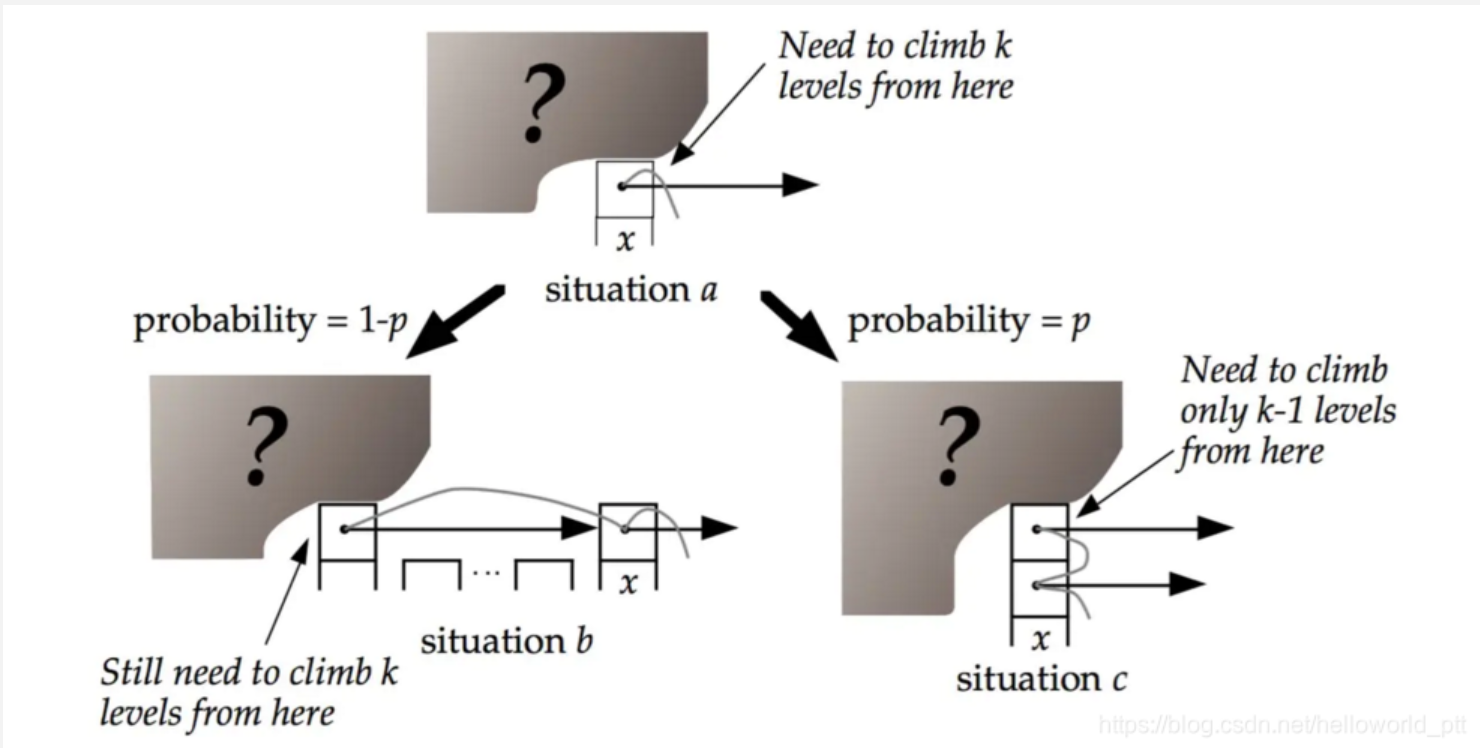 ?
Need to climb k
levels from here
x
situation a
probability = 1-p
probability = p
?
Still need to climb k
levels from here
...
x
situation b
?
Need to climb
only k-1 levels
from here
x
situation c
https://blog.csdn.net/helloworld_ptt